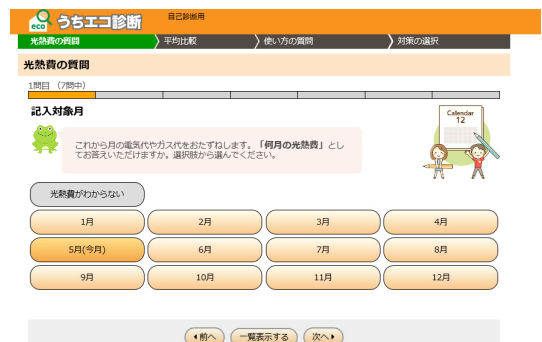 eco うちエコ診断 自己診断用
光熱費の質問 平均比較 使い方の質問 対策の選択
光熱費の質問
1問目 (7問中)
記入対象月
Calendar
12
これから月の電気代やガス代をおたずねします。「何月の光熱費」とし
てお答えいただけますか。選択肢から選んでください。
光熱費がわからない
1月 2月 3月 4月
5月(今月) 6月 7月 8月
9月 10月 11月 12月
前へ 一覧表示する 次へ